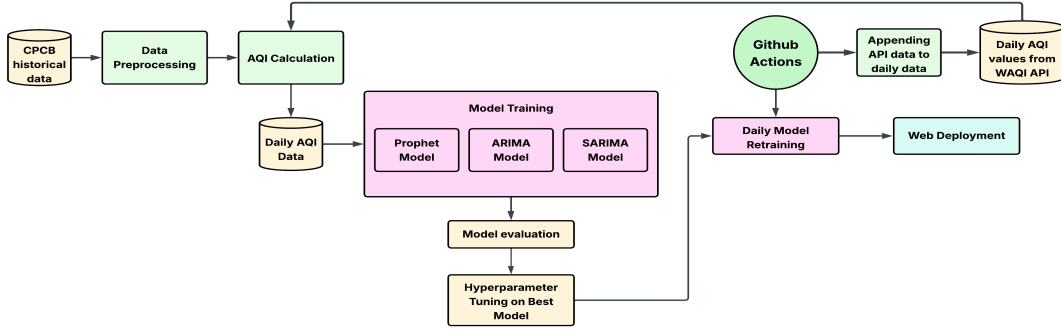 CPCB
historical
data
Data
Preprocessing
AQI Calculation
Daily AQI
Data
Model Training
Prophet
Model
ARIMA
Model
SARIMA
Model
Model evaluation
Hyperparameter
Tuning on Best
Model
Github
Actions
Appending
API data to
daily data
Daily AQI
values from
WAQI API
Daily Model
Retraining
Web Deployment